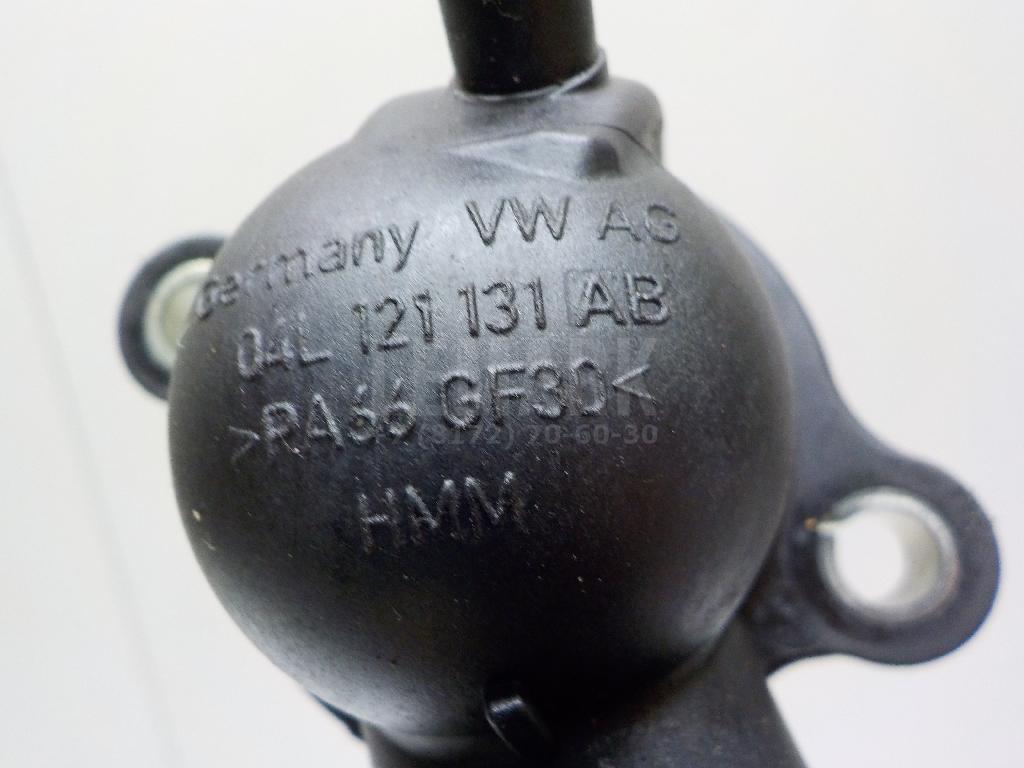 Germany VW AG
04L 121 131 AB
>PA66 GF30<
HMM
(8172) 70-60-30